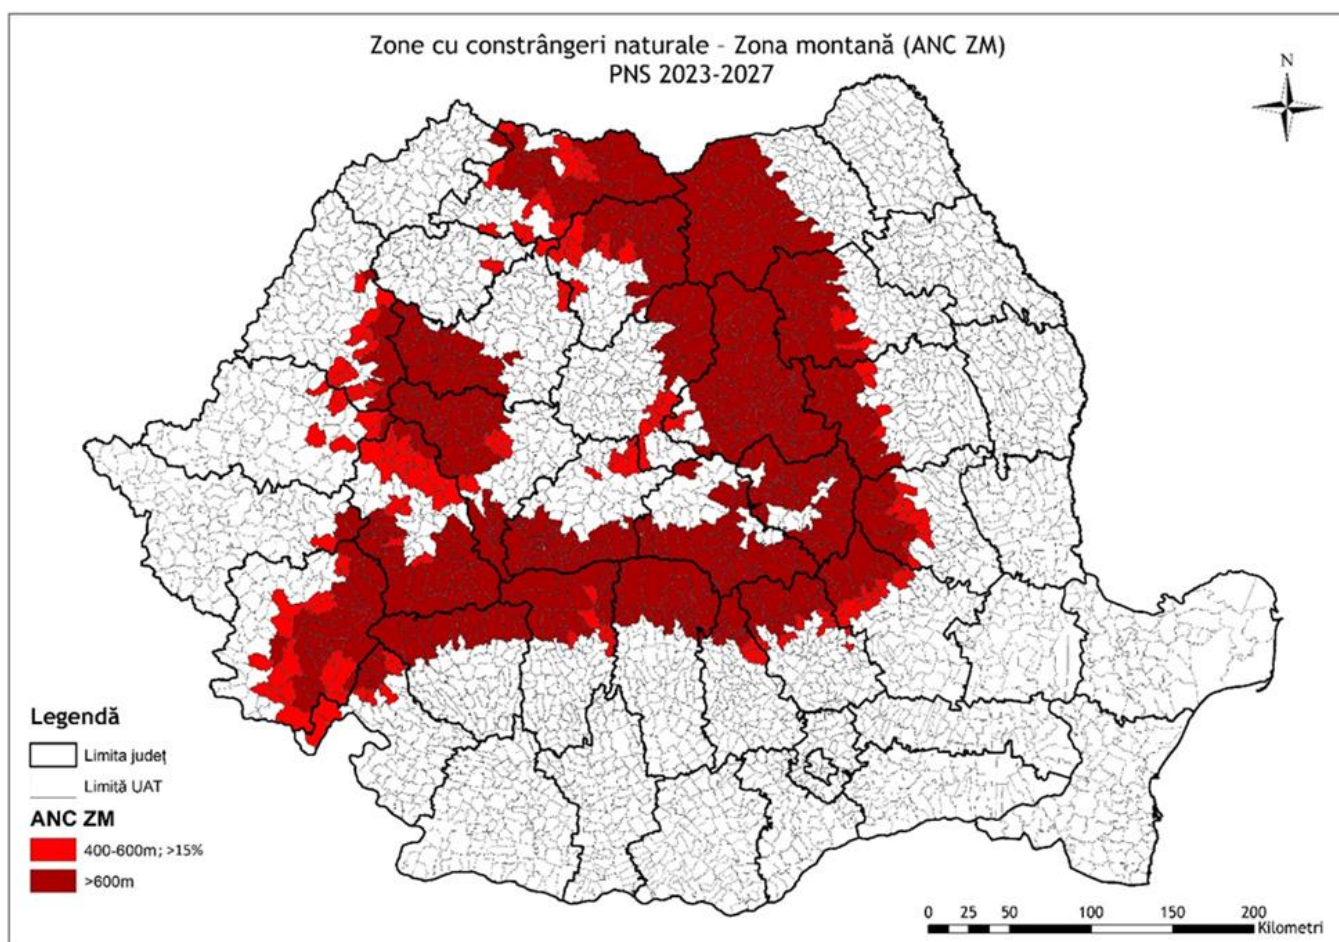 Zone cu constrângeri naturale – Zona montană (ANC ZM)
PNS 2023-2027
N
Legendă
Limita județ
Limită UAT
ANC ZM
400-600m; >15%
>600m
0 25 50 100 150 200
Kilometri